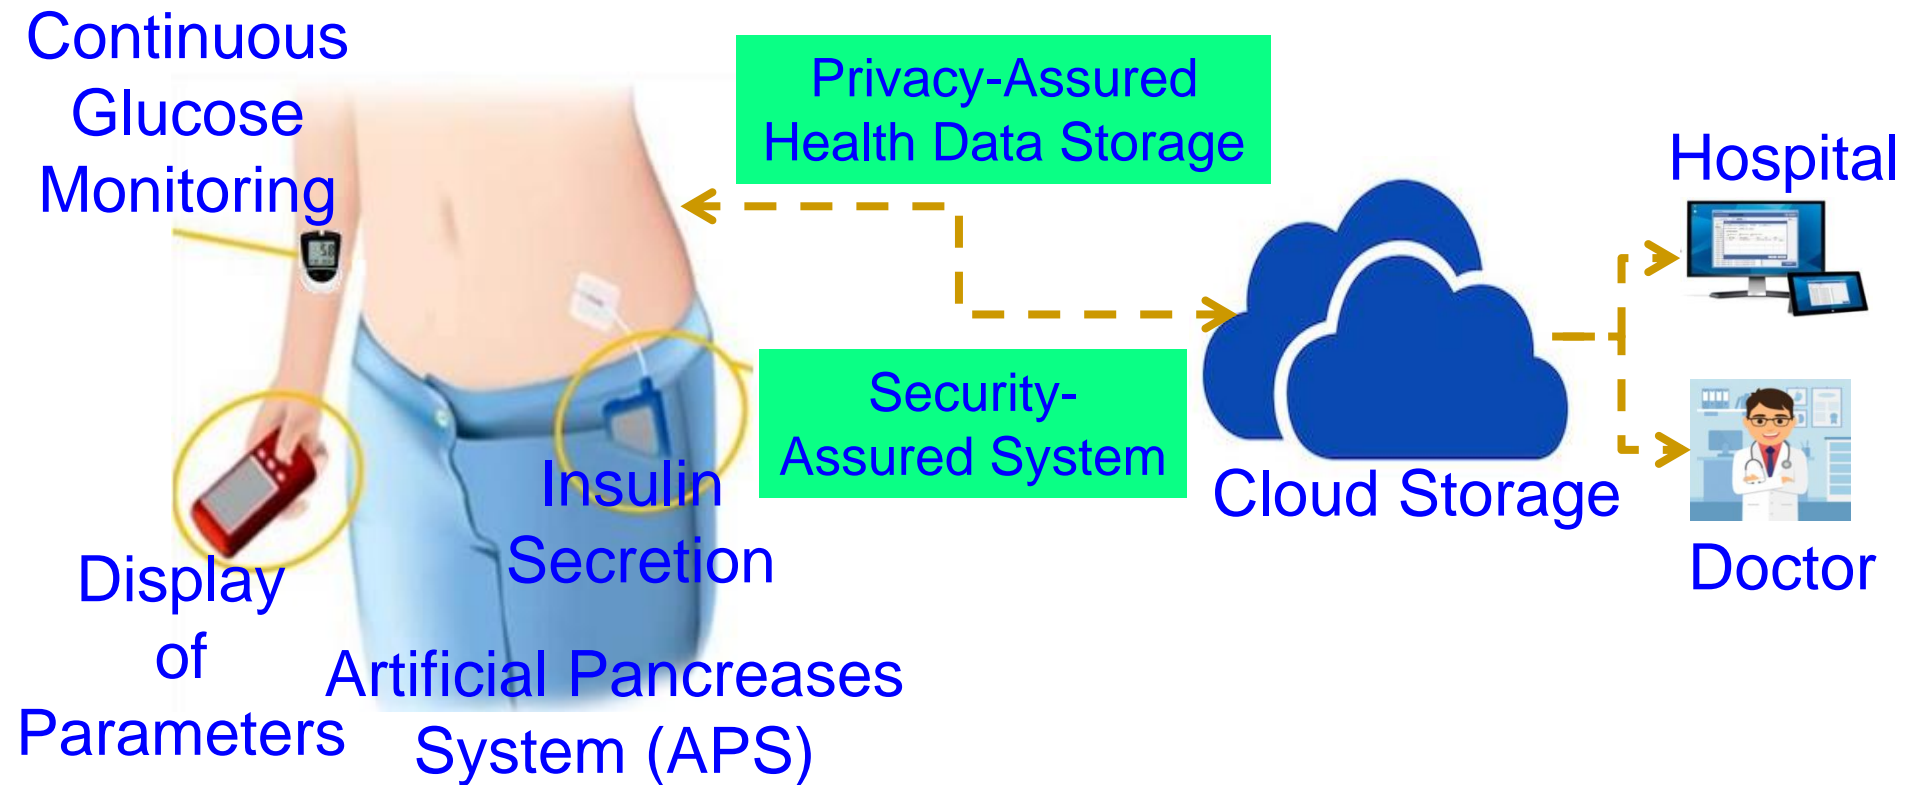 Continuous
Glucose
Monitoring
Privacy-Assured
Health Data Storage
Hospital
Security-
Assured System
Insulin
Secretion
Cloud Storage
Doctor
Display
of
Parameters
Artificial Pancreases
System (APS)